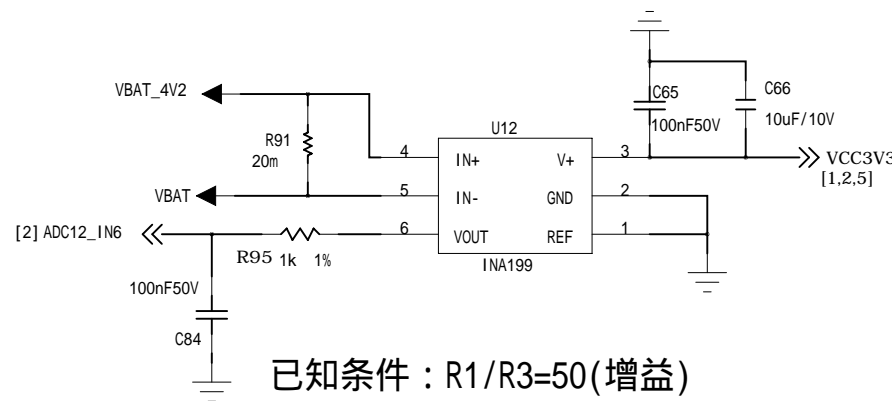 VBAT_4V2
C65
C66
100nF50V
10uF/10V
U12
R91
20m
4
IN+
V+
3
VCC3V3
[1,2,5]
VBAT
5
IN-
GND
2
[2] ADC12_IN6
6
VOUT
REF
1
R95 1k 1%
INA199
100nF50V
C84
已知条件：R1/R3=50(增益)